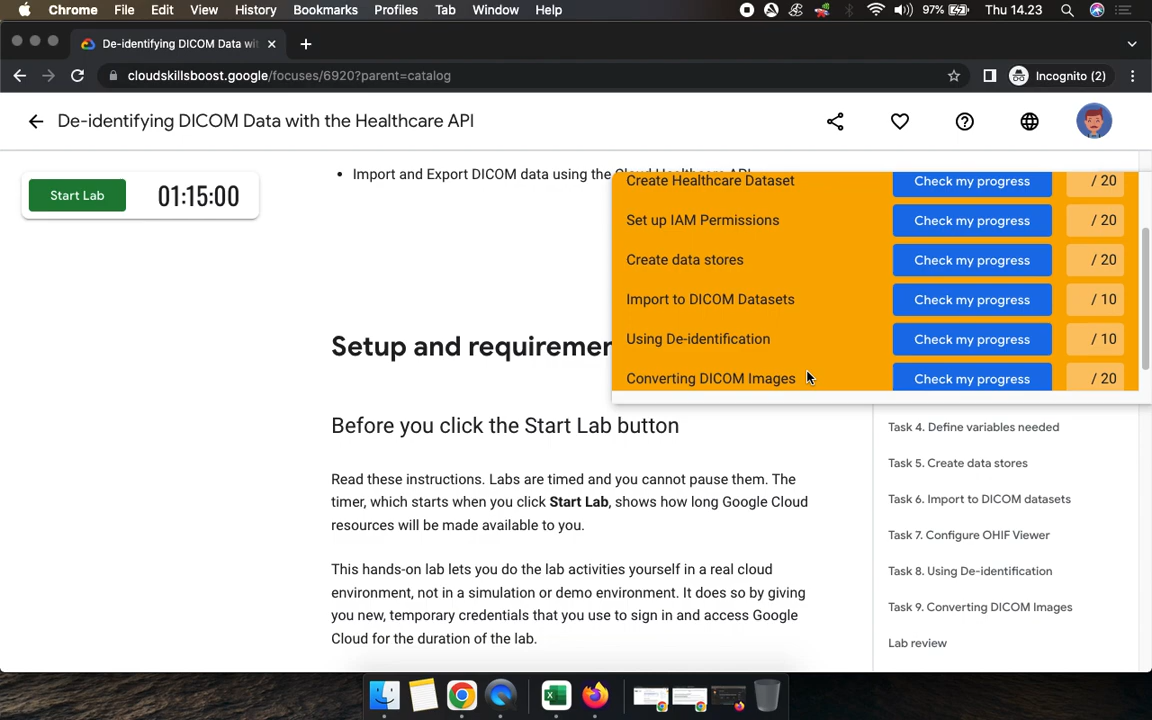 Chrome File Edit View History Bookmarks Profiles Tab Window Help 97% Thu 14.23
De-identifying DICOM Data wit
cloudskillsboost.google/focuses/6920?parent=catalog Incognito (2)
De-identifying DICOM Data with the Healthcare API
Start Lab 01:15:00
• Import and Export DICOM data using the Cloud Healthcare API
Create Healthcare Dataset Check my progress / 20
Set up IAM Permissions Check my progress / 20
Create data stores Check my progress / 20
Import to DICOM Datasets Check my progress / 10
Using De-identification Check my progress / 10
Converting DICOM Images Check my progress / 20
Setup and requiremen
Before you click the Start Lab button
Read these instructions. Labs are timed and you cannot pause them. The
timer, which starts when you click Start Lab, shows how long Google Cloud
resources will be made available to you.
This hands-on lab lets you do the lab activities yourself in a real cloud
environment, not in a simulation or demo environment. It does so by giving
you new, temporary credentials that you use to sign in and access Google
Cloud for the duration of the lab.
Task 4. Define variables needed
Task 5. Create data stores
Task 6. Import to DICOM datasets
Task 7. Configure OHIF Viewer
Task 8. Using De-identification
Task 9. Converting DICOM Images
Lab review